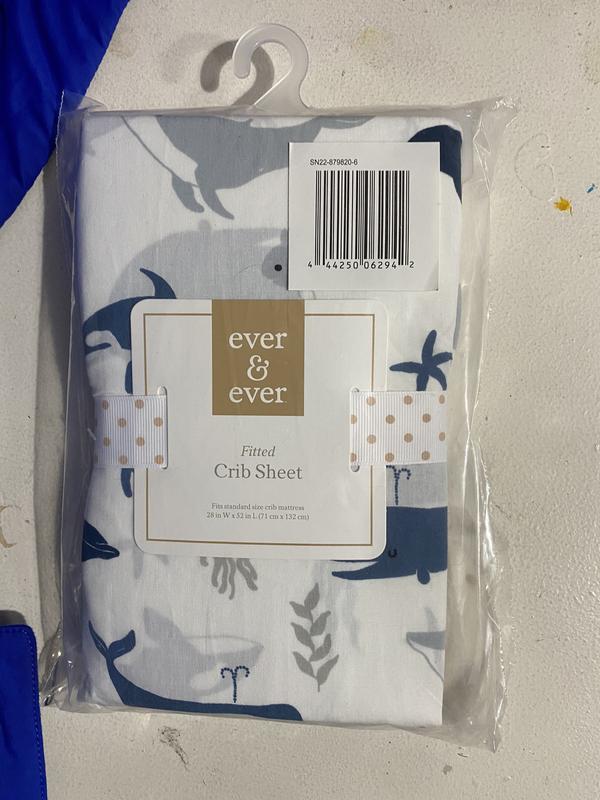 SN22-879820-6
4 44250 06294 2
ever
&
ever
Fitted
Crib Sheet
Fits standard size crib mattress
28 in W x 52 in L (71 cm x 132 cm)